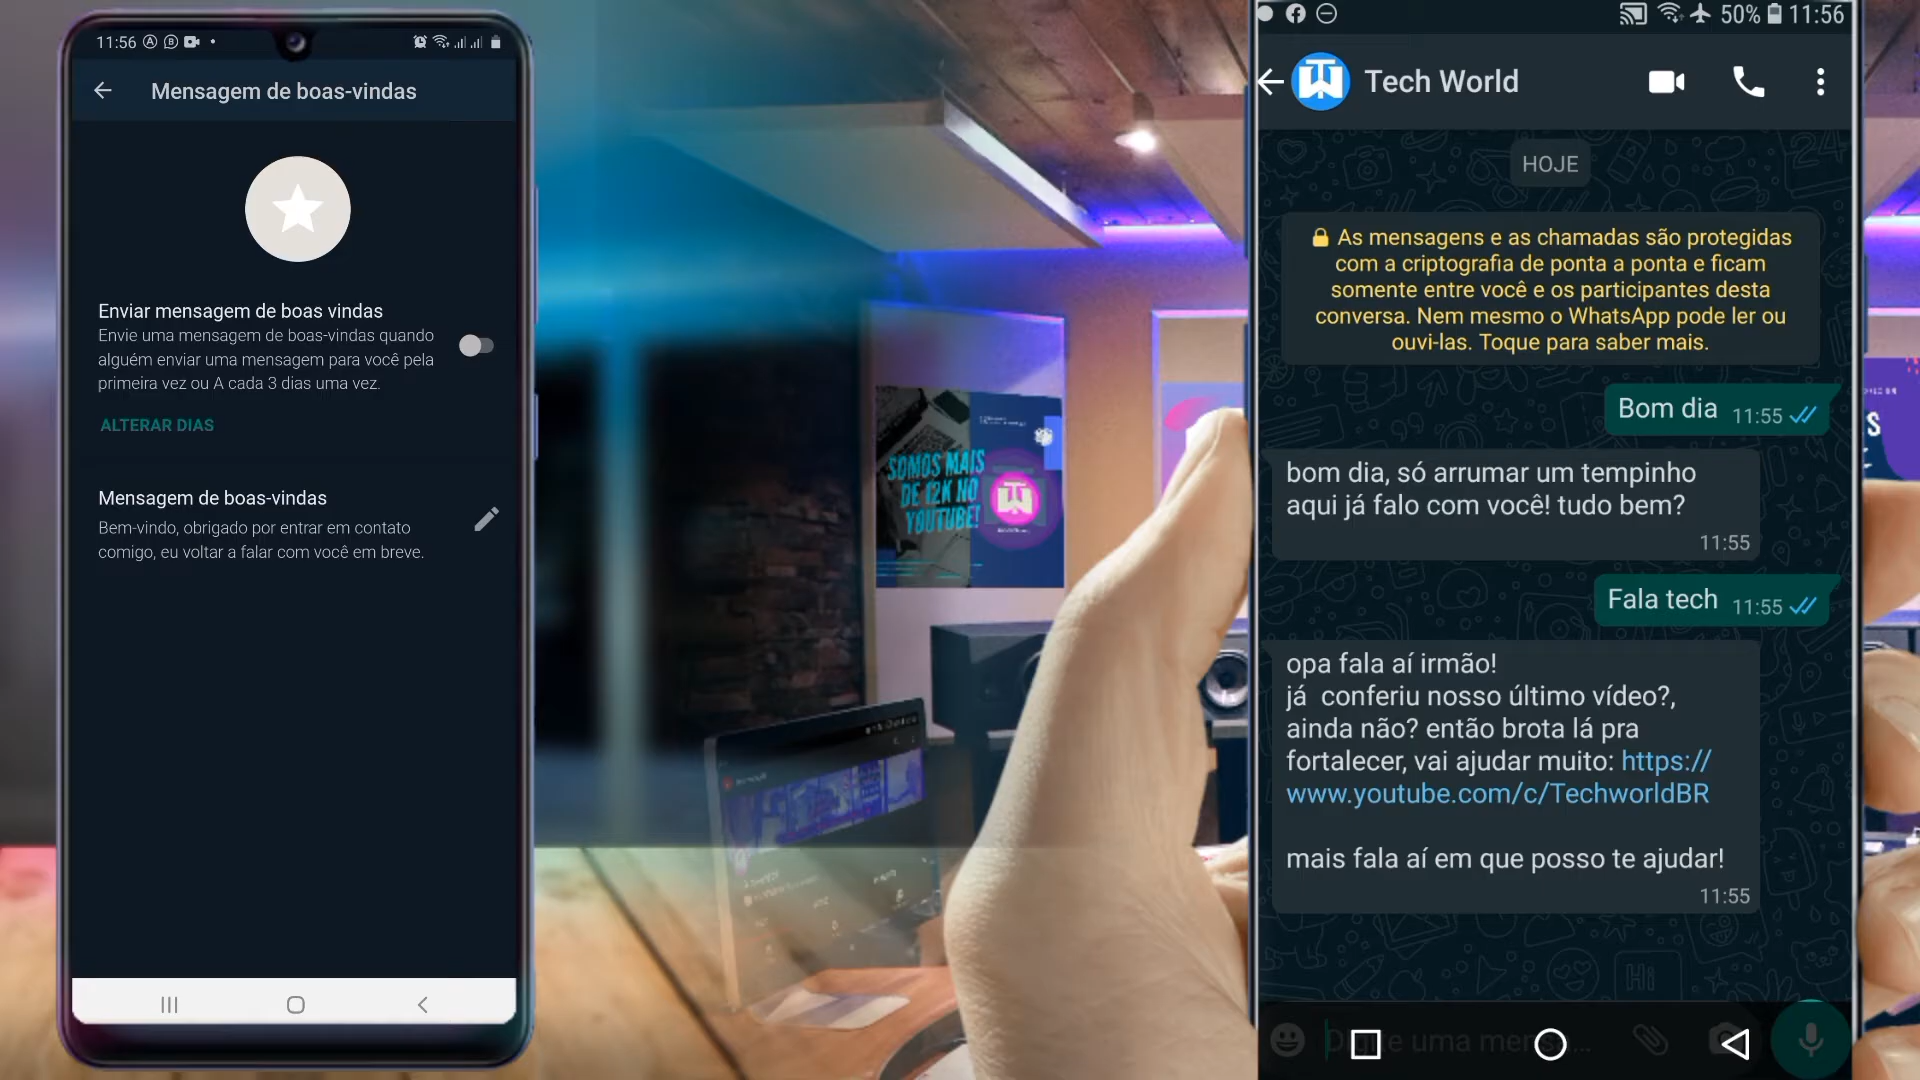 11:56
Mensagem de boas-vindas
Enviar mensagem de boas vindas
Envie uma mensagem de boas-vindas quando
alguém enviar uma mensagem para você pela
primeira vez ou A cada 3 dias uma vez.
ALTERAR DIAS
Mensagem de boas-vindas
Bem-vindo, obrigado por entrar em contato
comigo, eu voltar a falar com você em breve.
SOMOS MAIS
DE 12K NO
YOUTUBE!
50% 11:56
Tech World
HOJE
As mensagens e as chamadas são protegidas
com a criptografia de ponta a ponta e ficam
somente entre você e os participantes desta
conversa. Nem mesmo o WhatsApp pode ler ou
ouvi-las. Toque para saber mais.
Bom dia 11:55
bom dia, só arrumar um tempinho
aqui já falo com você! tudo bem?
11:55
Fala tech 11:55
opa fala aí irmão!
já  conferiu nosso último vídeo?,
ainda não? então brota lá pra
fortalecer, vai ajudar muito: https://
www.youtube.com/c/TechworldBR
mais fala aí em que posso te ajudar!
11:55